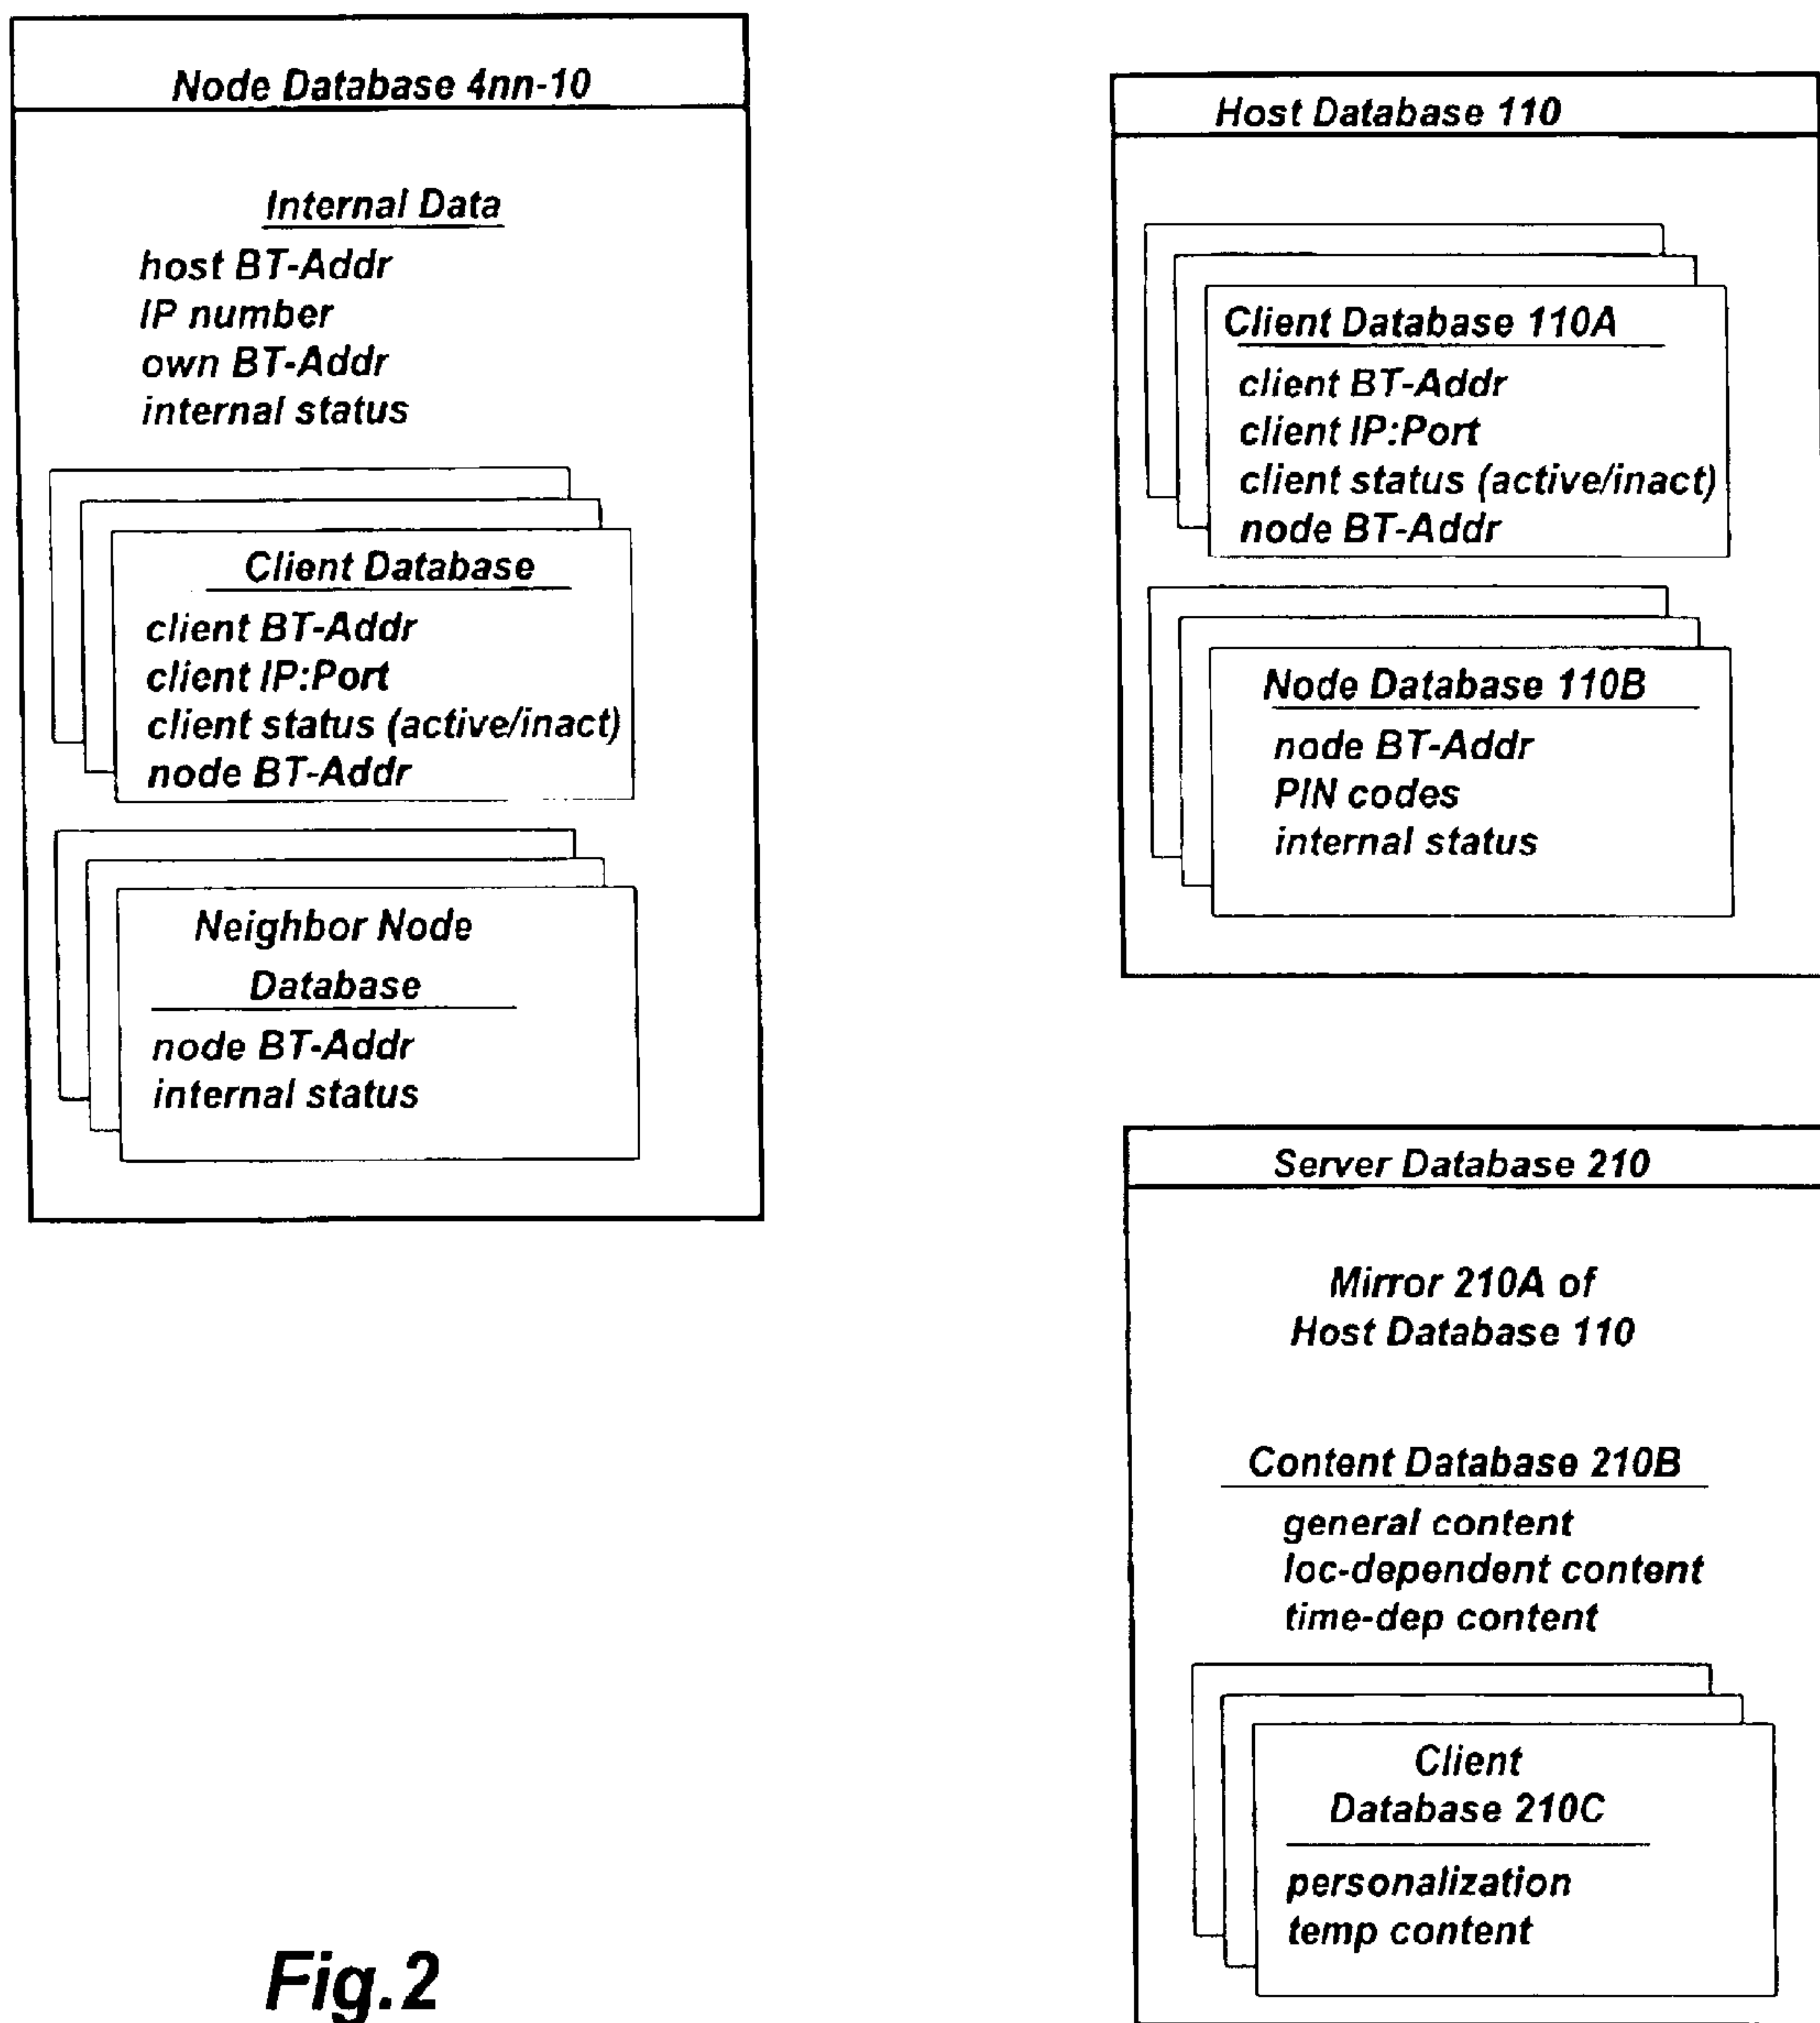 Node Database 4nn-10
Internal Data
host BT-Addr
IP number
own BT-Addr
internal status
Client Database
client BT-Addr
client IP:Port
client status (active/inact)
node BT-Addr
Neighbor Node
Database
node BT-Addr
internal status
Host Database 110
Client Database 110A
client BT-Addr
client IP:Port
client status (active/inact)
node BT-Addr
Node Database 110B
node BT-Addr
PIN codes
internal status
Server Database 210
Mirror 210A of
Host Database 110
Content Database 210B
general content
loc-dependent content
time-dep content
Client
Database 210C
personalization
temp content
Fig.2